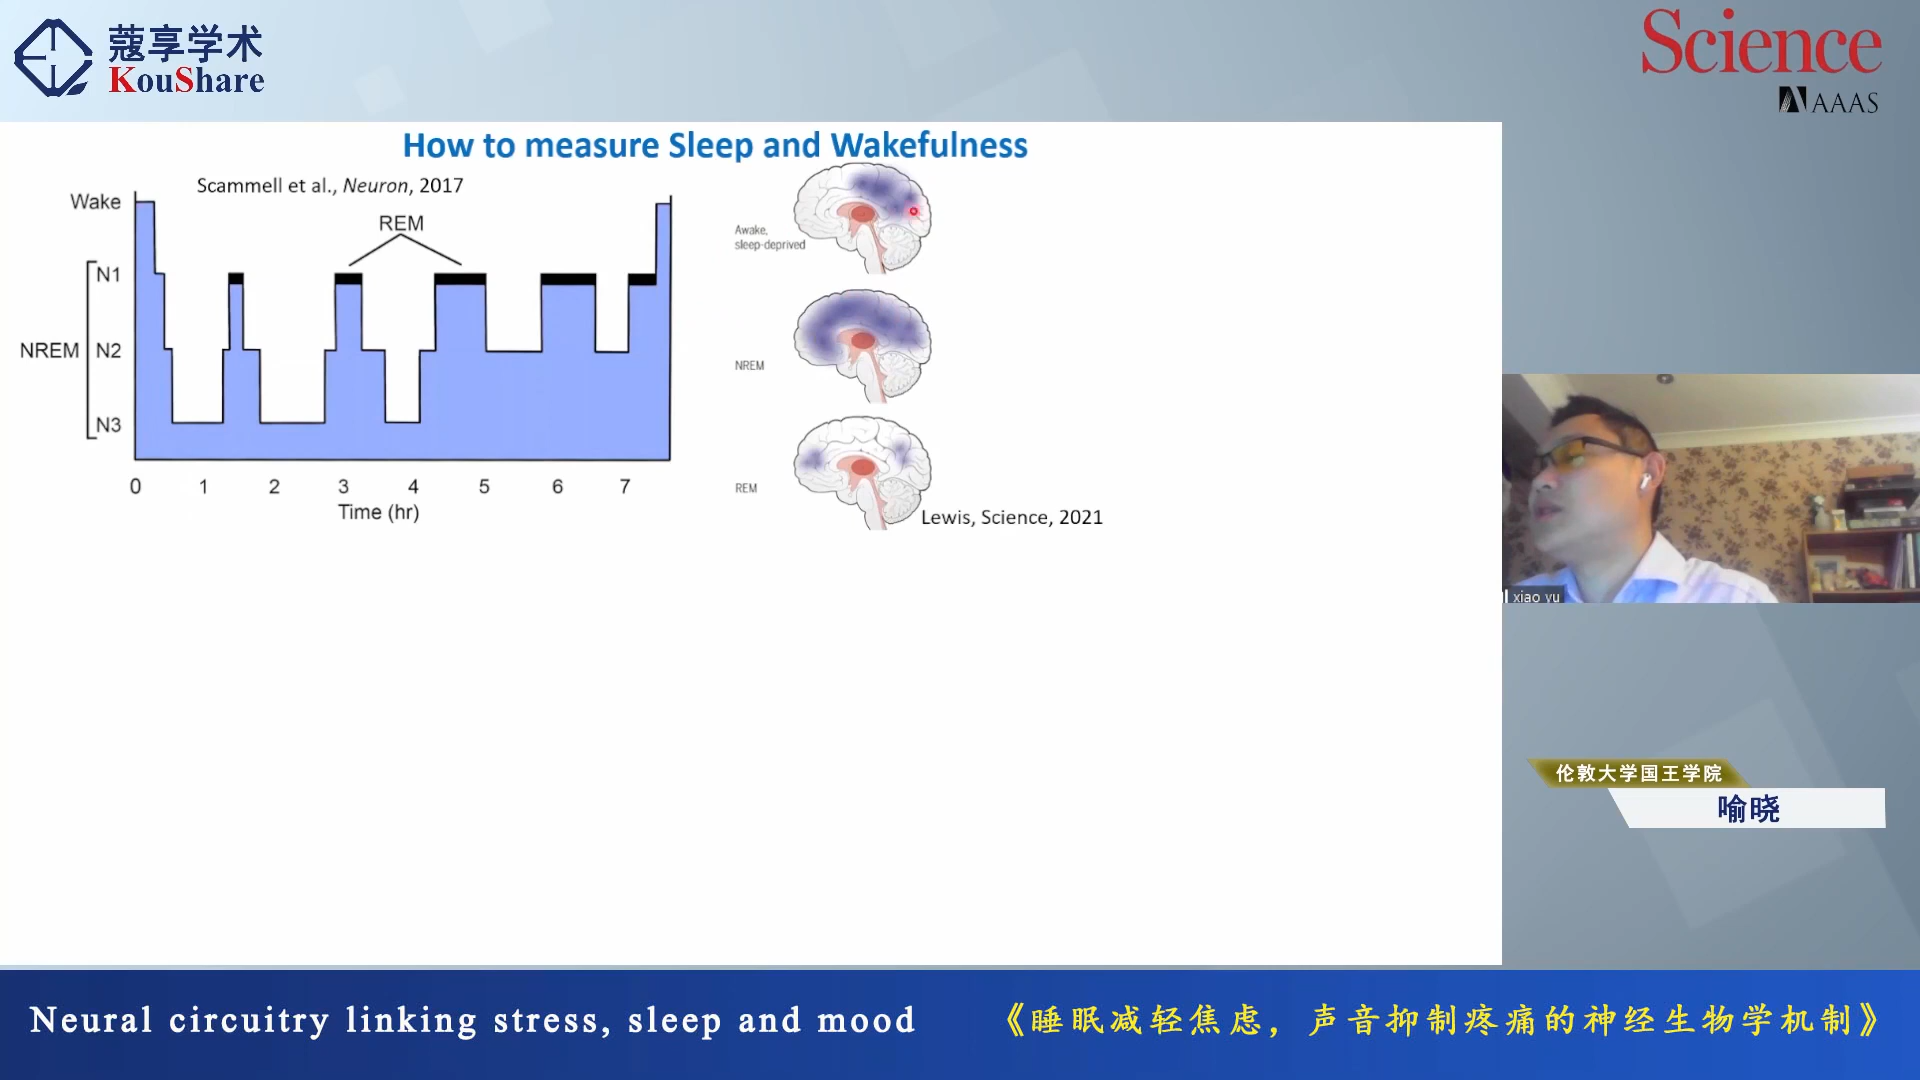 蔻享学术
KouShare
Science
AAAS
How to measure Sleep and Wakefulness
Scammell et al., Neuron, 2017
Wake
REM
N1
NREM
N2
N3
0 1 2 3 4 5 6 7
Time (hr)
Awake,
sleep-deprived
NREM
REM
Lewis, Science, 2021
xiao yu
伦敦大学国王学院
喻晓
Neural circuitry linking stress, sleep and mood
《睡眠减轻焦虑，声音抑制疼痛的神经生物学机制》